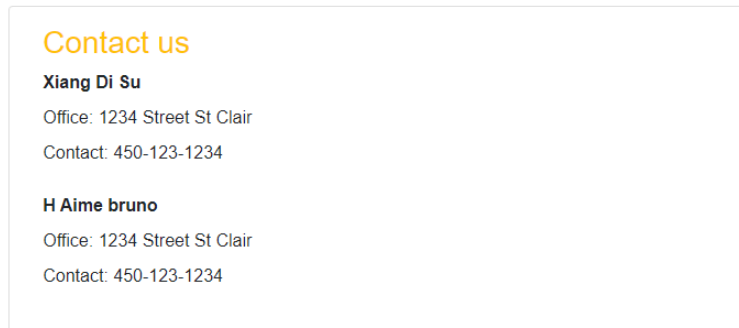 Contact us
Xiang Di Su
Office: 1234 Street St Clair
Contact: 450-123-1234
H Aime bruno
Office: 1234 Street St Clair
Contact: 450-123-1234